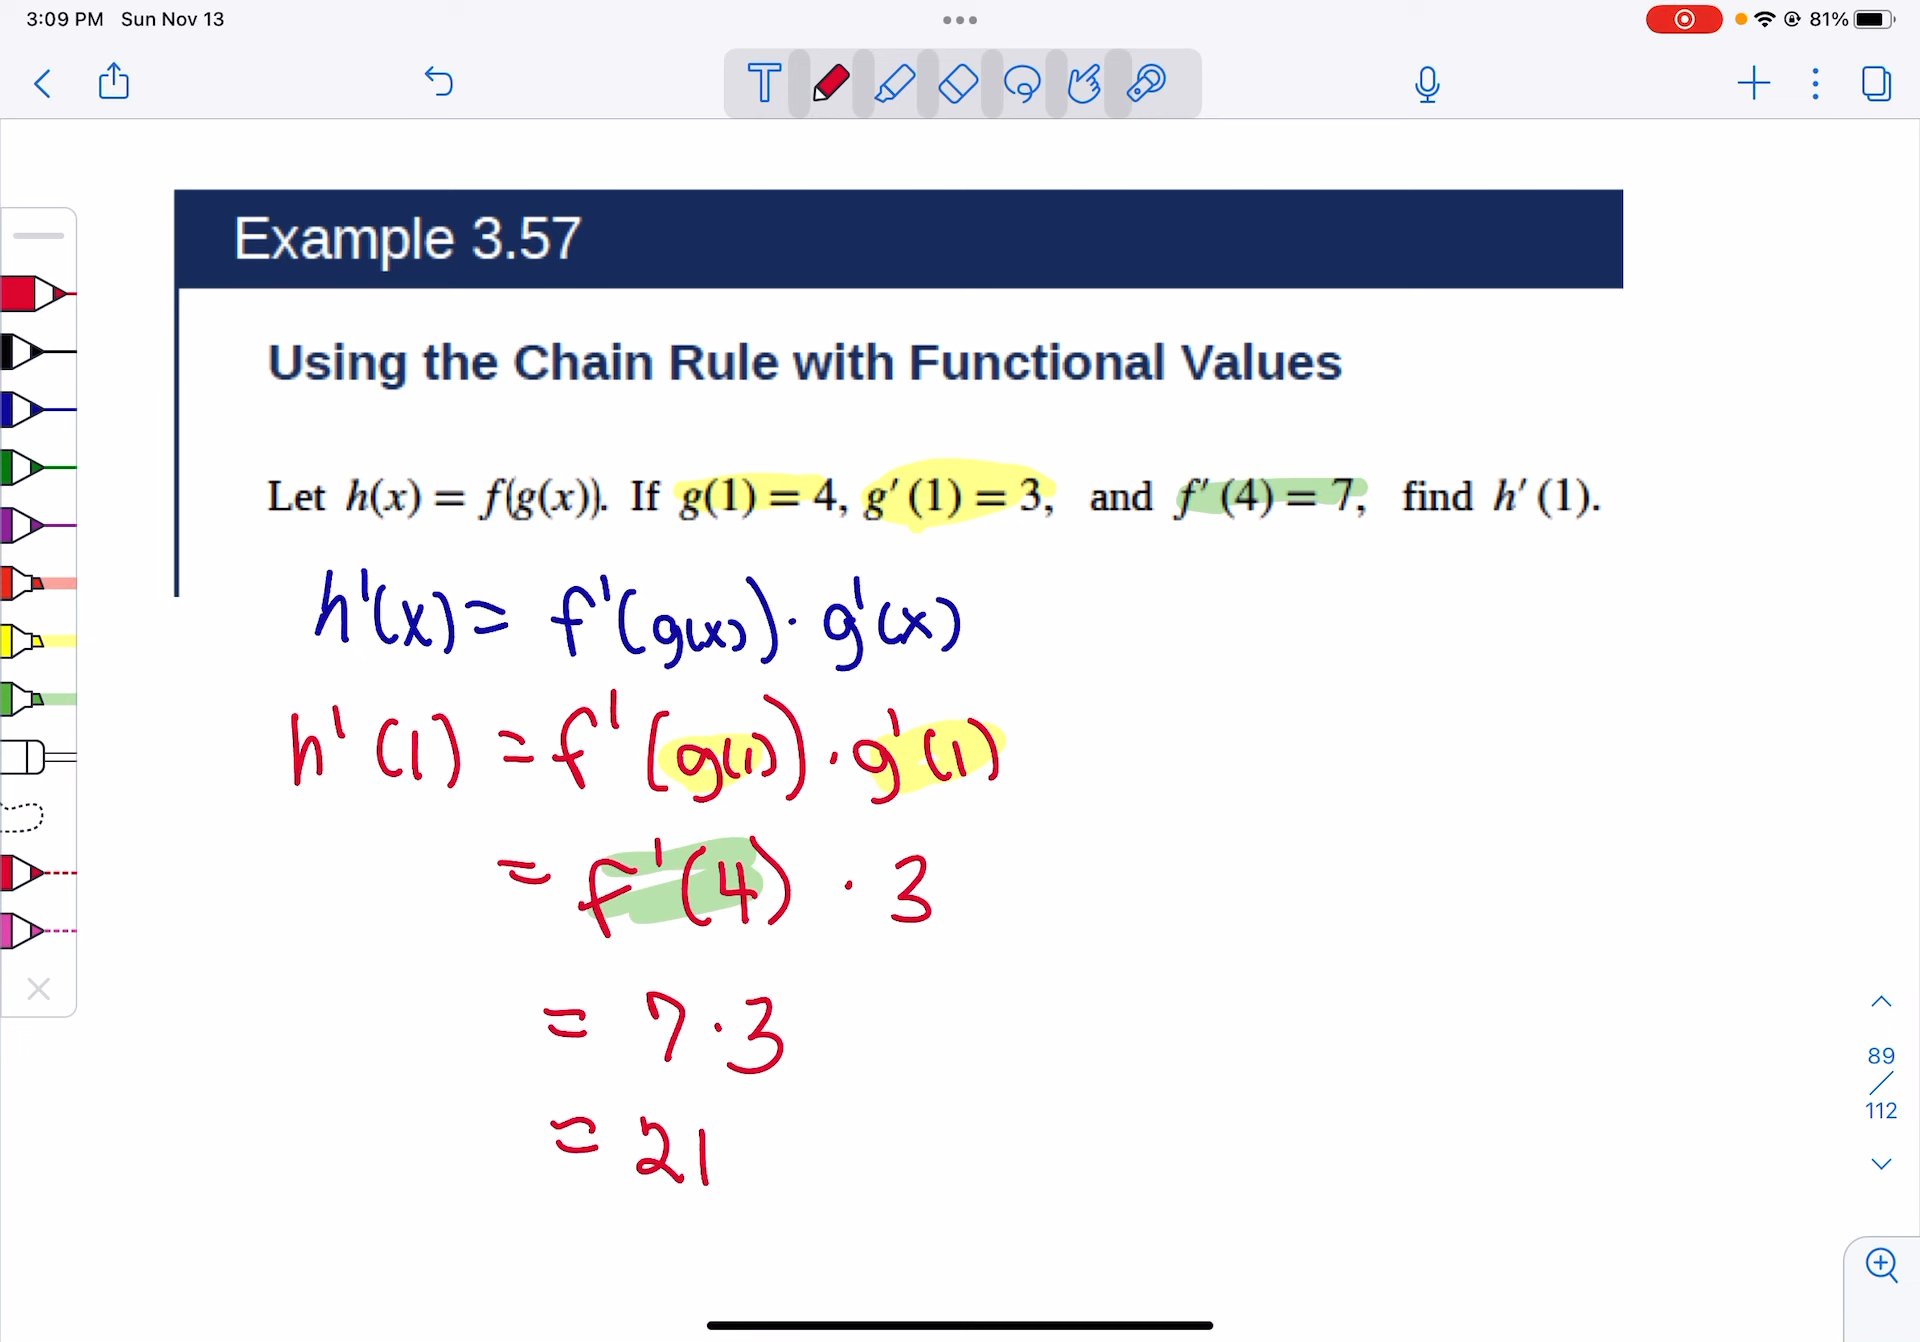 3:09 PM Sun Nov 13
81%
Example 3.57
Using the Chain Rule with Functional Values
Let h(x) = f(g(x)). If g(1) = 4, g′(1) = 3, and f′(4) = 7, find h′(1).
h'(x) = f'(g(x)) · g'(x)
h'(1) = f'(g(1)) · g'(1)
= f'(4) · 3
= 7 · 3
= 21
89
/
112